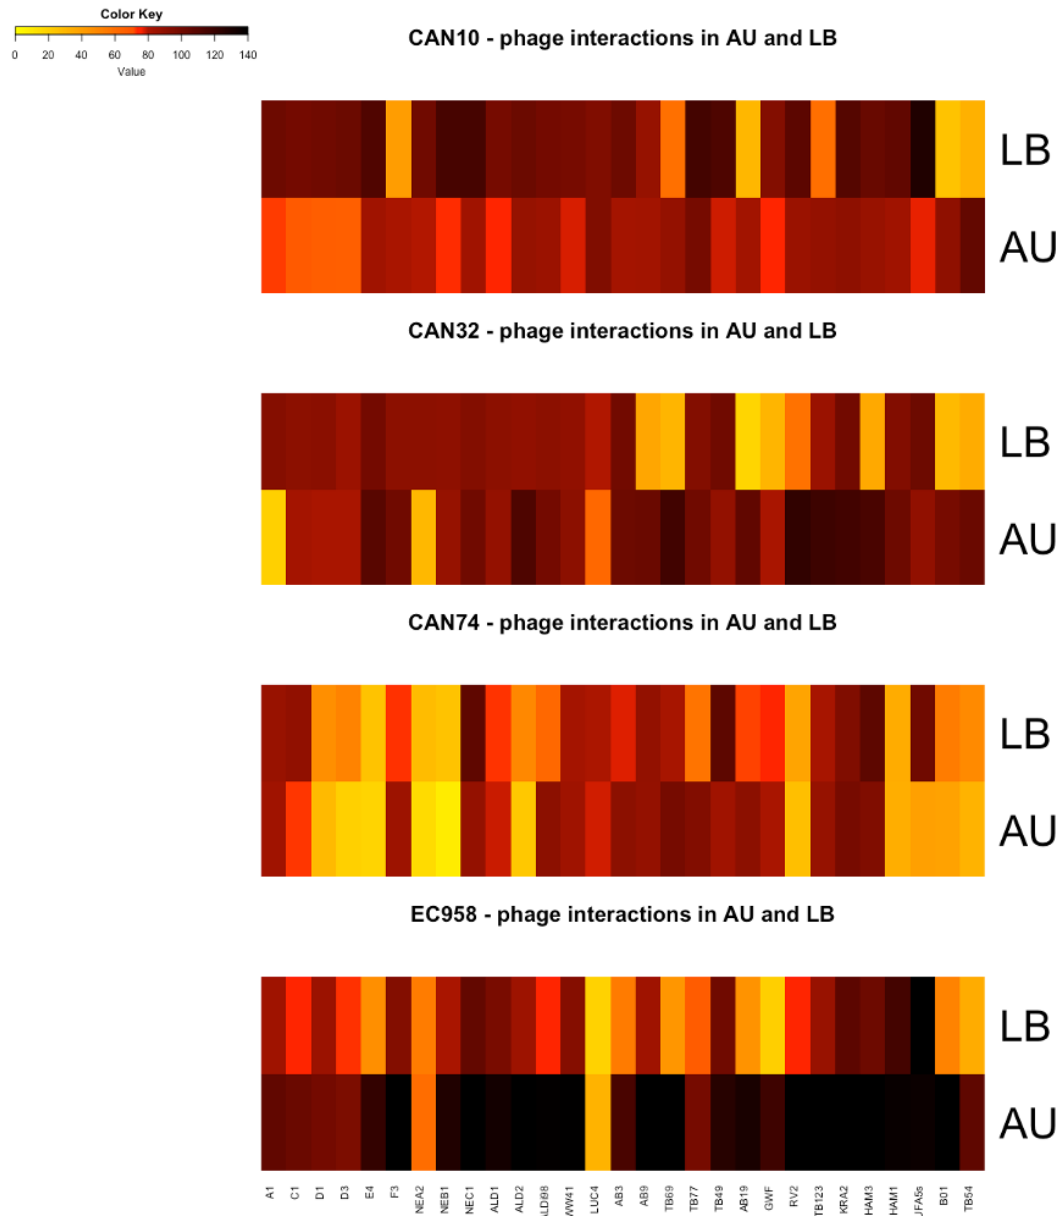 Color Key
0 20 40 60 80 100 120 140
Value
CAN10 - phage interactions in AU and LB
LB
AU
CAN32 - phage interactions in AU and LB
LB
AU
CAN74 - phage interactions in AU and LB
LB
AU
EC958 - phage interactions in AU and LB
LB
AU
A1 C1 D1 D3 E4 F3 NEA2 NEB1 NEC1 ALD1 ALD2 ALDI98 WW41 LUC4 AB3 AB9 TB69 TB77 TB49 AB19 GWF RV2 TB123 KRA2 HAM3 HAM1 UFA5s B01 TB54